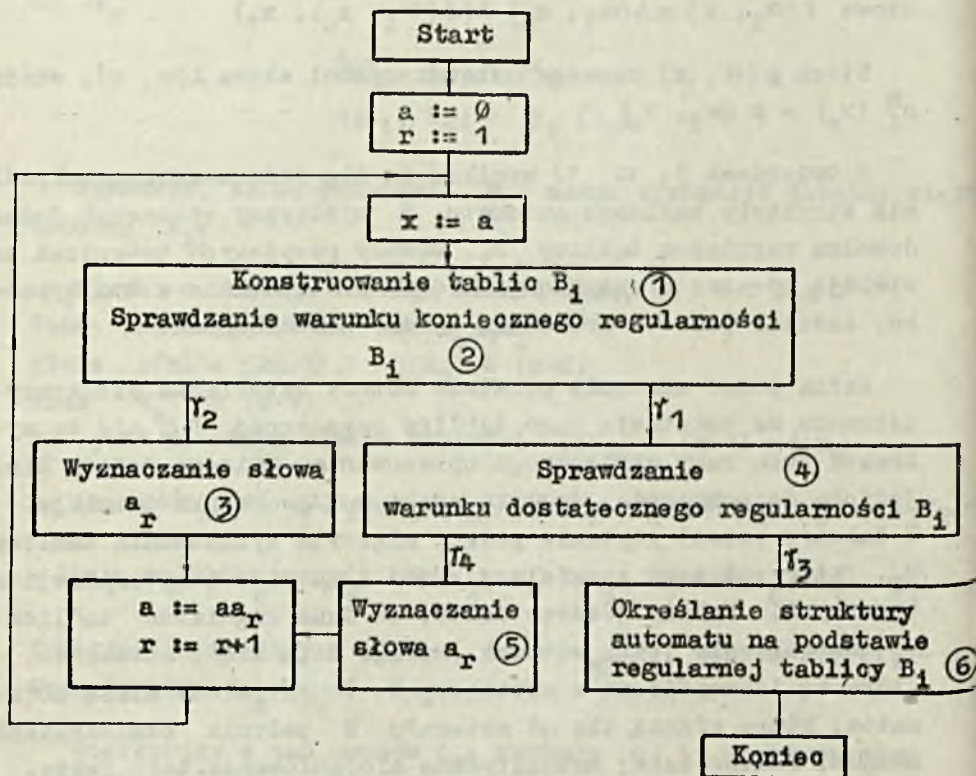 Start
a := ∅
r := 1
x := a
Konstruowanie tablic B_i ①
Sprawdzanie warunku koniecznego regularności
B_i ②
γ_2
γ_1
Wyznaczanie słowa
a_r ③
Sprawdzanie ④
warunku dostatecznego regularności B_i
γ_4
γ_3
a := aa_r
r := r+1
Wyznaczanie
słowa a_r ⑤
Określanie struktury
automatu na podstawie
regularnej tablicy B_i ⑥
Koniec